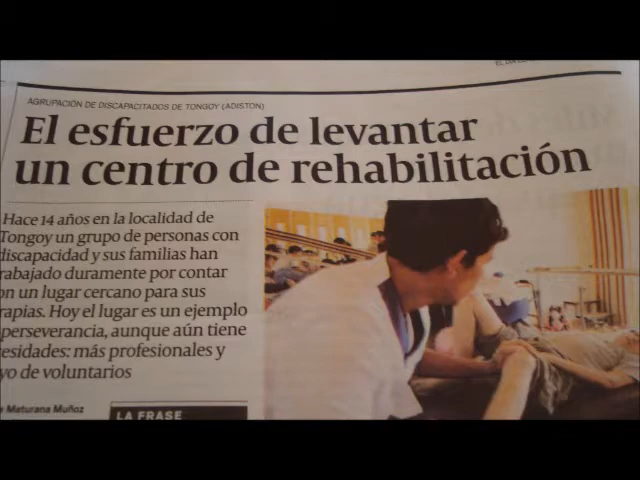 AGRUPACIÓN DE DISCAPACITADOS DE TONGOY (ADISTON)
El esfuerzo de levantar
un centro de rehabilitación
Hace 14 años en la localidad de
Tongoy un grupo de personas con
discapacidad y sus familias han
rabajado duramente por contar
on un lugar cercano para sus
rapias. Hoy el lugar es un ejemplo
perseverancia, aunque aún tiene
esidades: más profesionales y
yo de voluntarios
Maturana Muñoz
LA FRASE